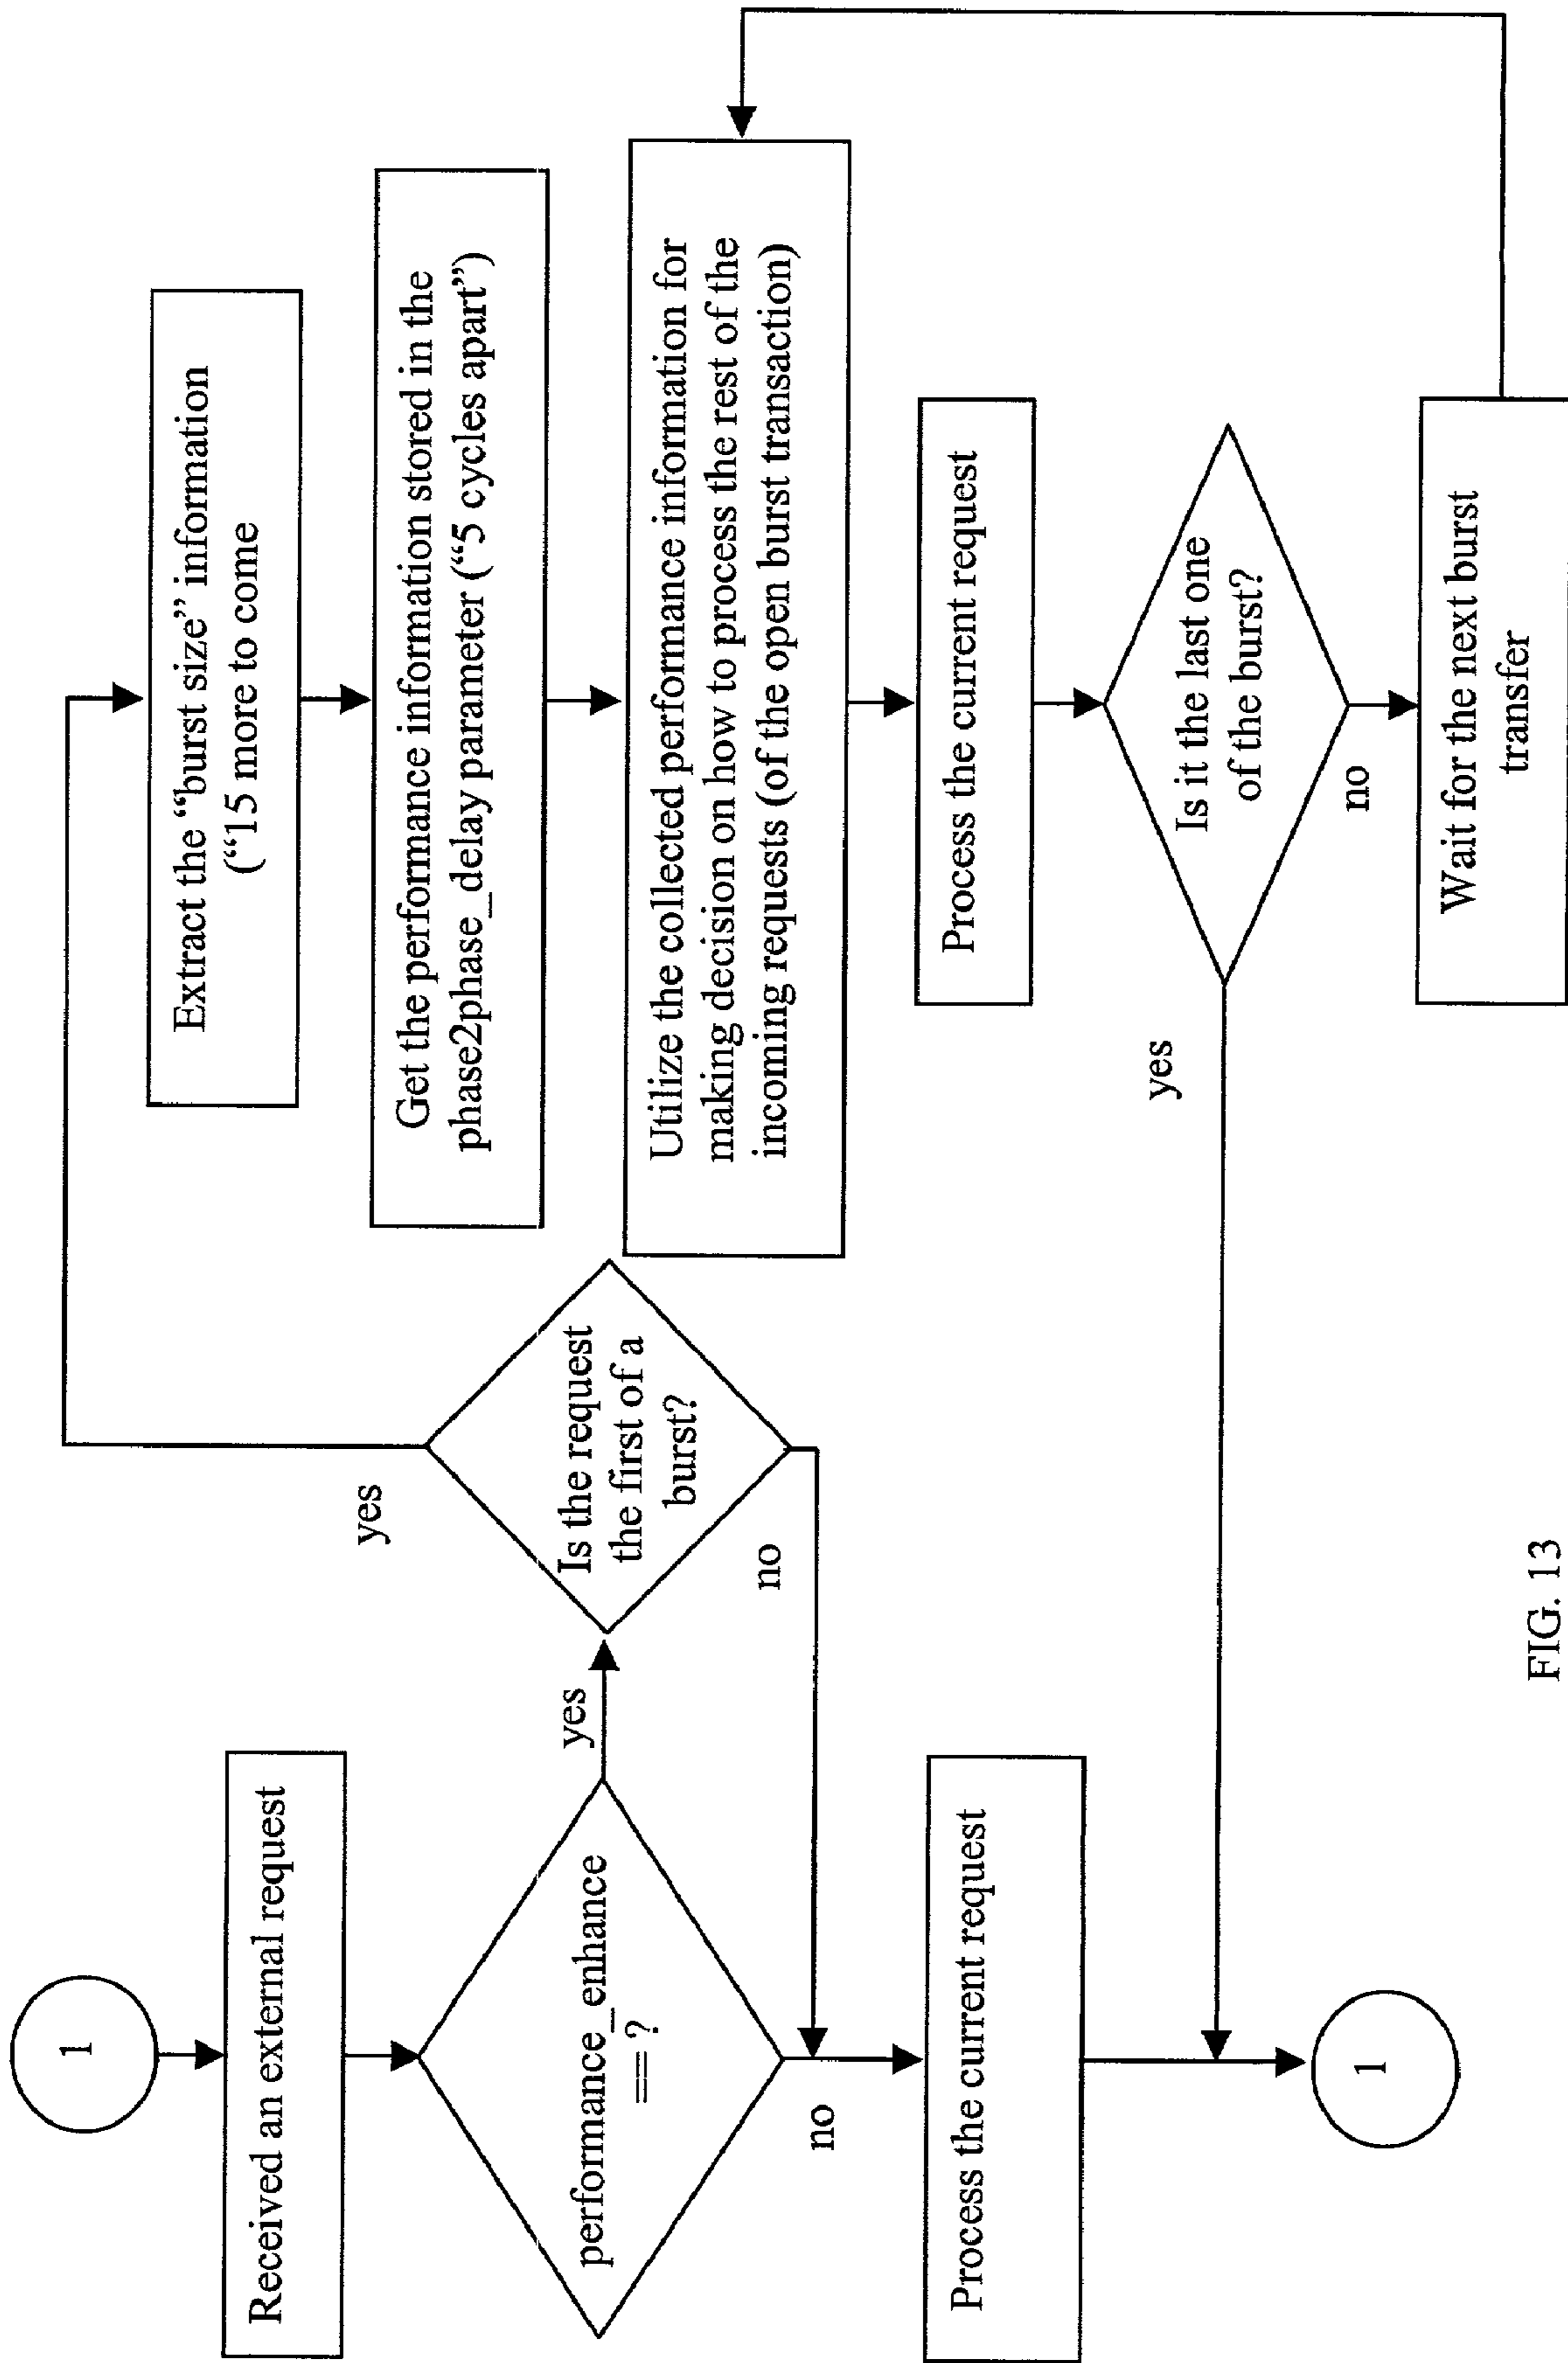 1
Received an external request
performance_enhance
==?
yes
no
Is the request
the first of a
burst?
yes
no
Process the current request
1
Extract the “burst size” information
(“15 more to come
Get the performance information stored in the
phase2phase_delay parameter (“5 cycles apart”)
Utilize the collected performance information for
making decision on how to process the rest of the
incoming requests (of the open burst transaction)
Process the current request
Is it the last one
of the burst?
yes
no
Wait for the next burst
transfer
FIG. 13